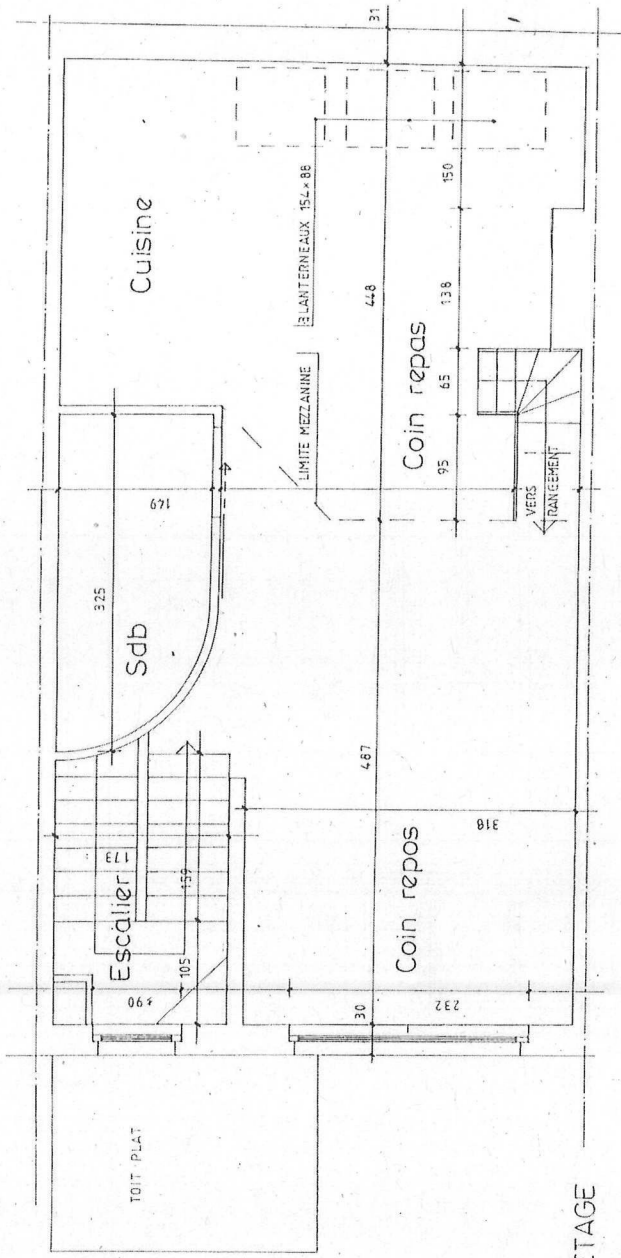 TOIT PLAT
Escalier
173
159
105
±90
Sdb
325
149
Cuisine
3 LANTERNEAUX 154×88
LIMITE MEZZANINE
31
448
487
30
Coin repas
150
138
65
95
VERS
RANGEMENT
Coin repos
318
232
ETAGE